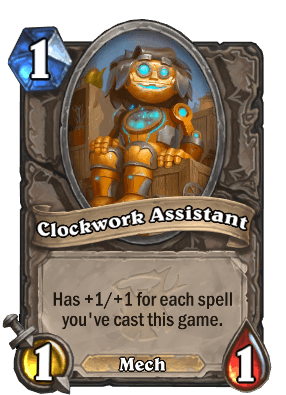 1
Clockwork Assistant
Has +1/+1 for each spell
you've cast this game.
1
Mech
1